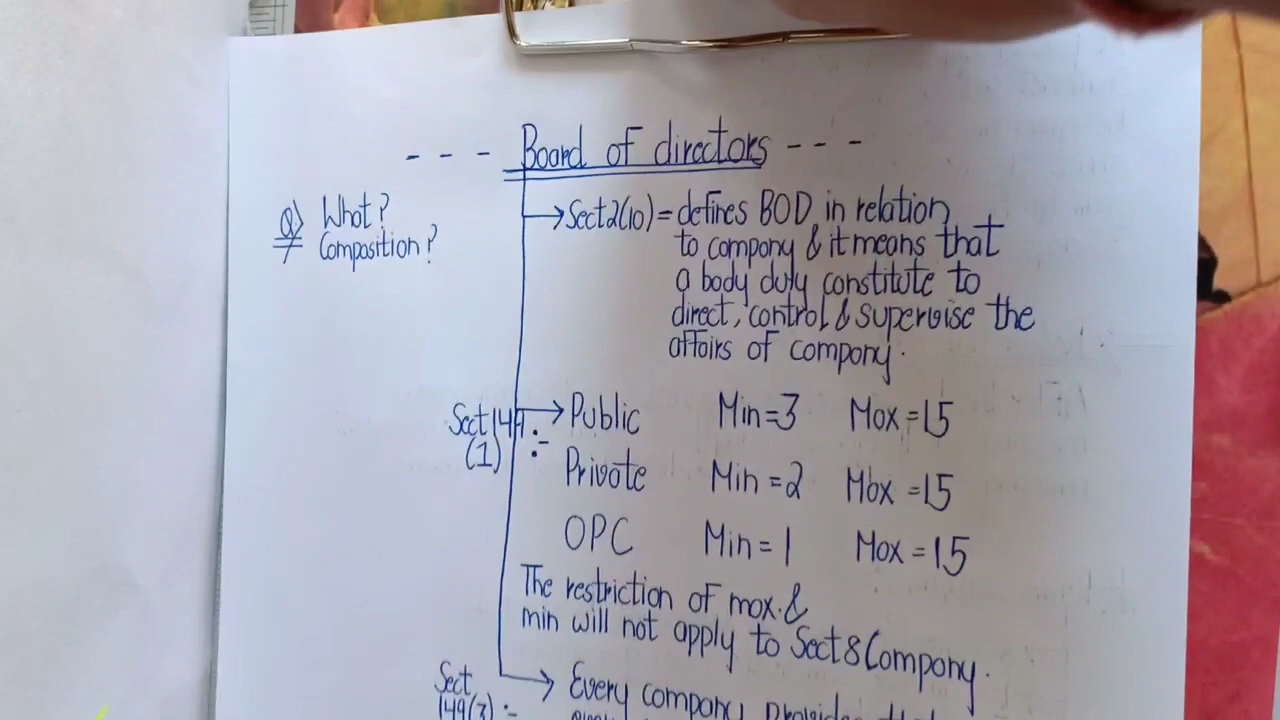 - - - Board of directors - - -
Q) What?
Composition?
→ Sect 2(10) = defines BOD in relation
to company & it means that
a body duly constitute to
direct, control & supervise the
affairs of company.
Sect 149 (1) :-
→ Public Min = 3 Max = 15
Private Min = 2 Max = 15
OPC Min = 1 Max = 15
The restriction of max. &
min will not apply to Sect 8 Company.
Sect 149(3) :-
→ Every company